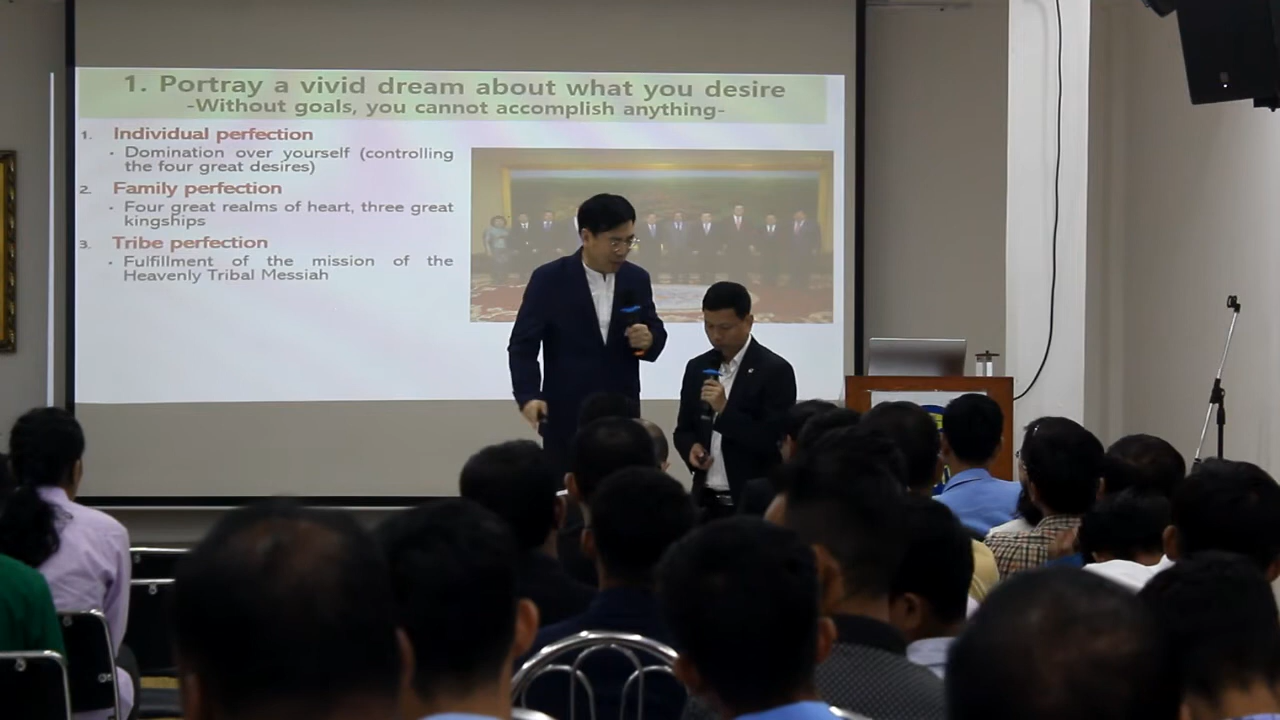 1. Portray a vivid dream about what you desire
-Without goals, you cannot accomplish anything-
1. Individual perfection
• Domination over yourself (controlling
the four great desires)
2. Family perfection
• Four great realms of heart, three great
kingships
3. Tribe perfection
• Fulfillment of the mission of the
Heavenly Tribal Messiah